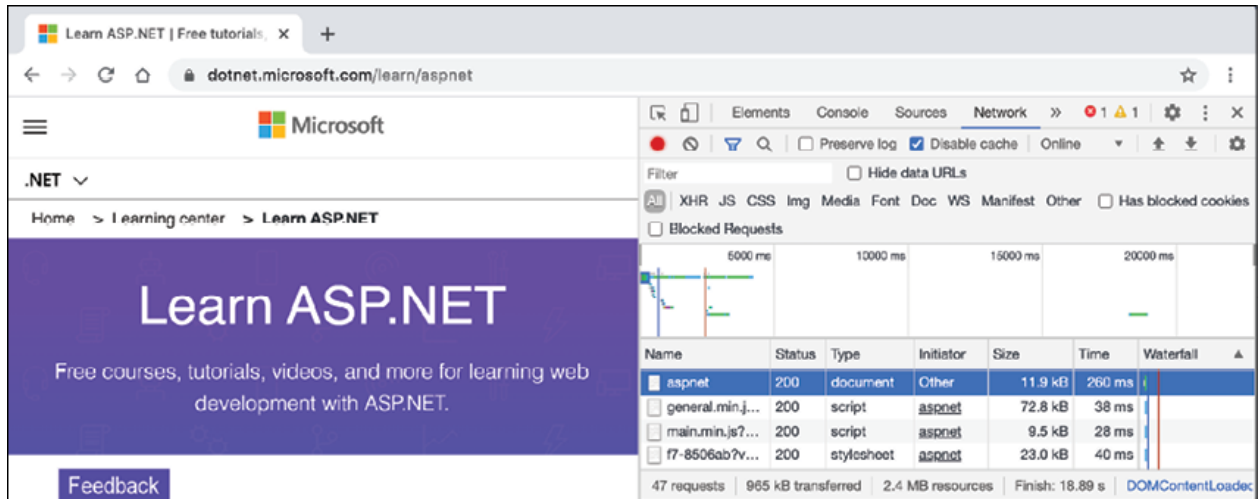 Learn ASP.NET | Free tutorials,
dotnet.microsoft.com/learn/aspnet
Microsoft
.NET
Home > Learning center > Learn ASP.NET
Learn ASP.NET
Free courses, tutorials, videos, and more for learning web
development with ASP.NET.
Feedback
Elements Console Sources Network 1 1
Preserve log Disable cache Online
Filter Hide data URLs
All XHR JS CSS Img Media Font Doc WS Manifest Other Has blocked cookies
Blocked Requests
5000 ms 10000 ms 15000 ms 20000 ms
Name Status Type Initiator Size Time Waterfall
aspnet 200 document Other 11.9 kB 260 ms
general.min.j... 200 script aspnet 72.8 kB 38 ms
main.min.js?... 200 script aspnet 9.5 kB 28 ms
f7-8506ab?v... 200 stylesheet aspnet 23.0 kB 40 ms
47 requests 965 kB transferred 2.4 MB resources Finish: 18.89 s DOMContentLoaded